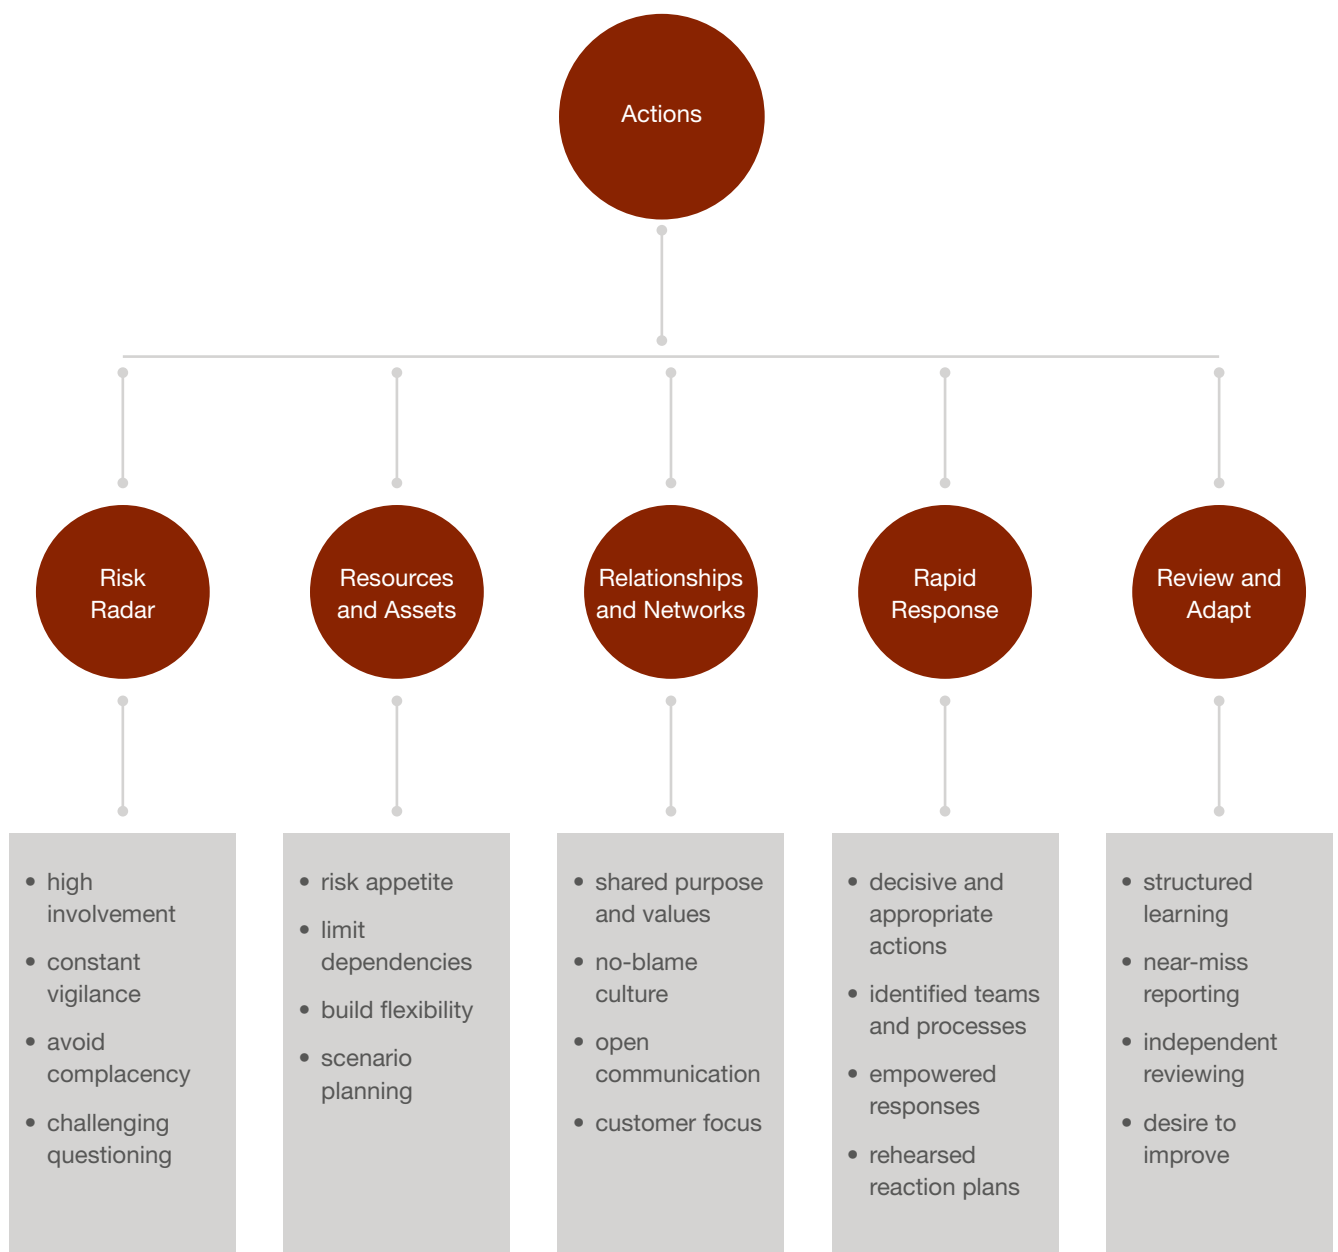 Actions
Risk
Radar
Resources
and Assets
Relationships
and Networks
Rapid
Response
Review and
Adapt
• high
involvement
• constant
vigilance
• avoid
complacency
• challenging
questioning
• risk appetite
• limit
dependencies
• build flexibility
• scenario
planning
• shared purpose
and values
• no-blame
culture
• open
communication
• customer focus
• decisive and
appropriate
actions
• identified teams
and processes
• empowered
responses
• rehearsed
reaction plans
• structured
learning
• near-miss
reporting
• independent
reviewing
• desire to
improve